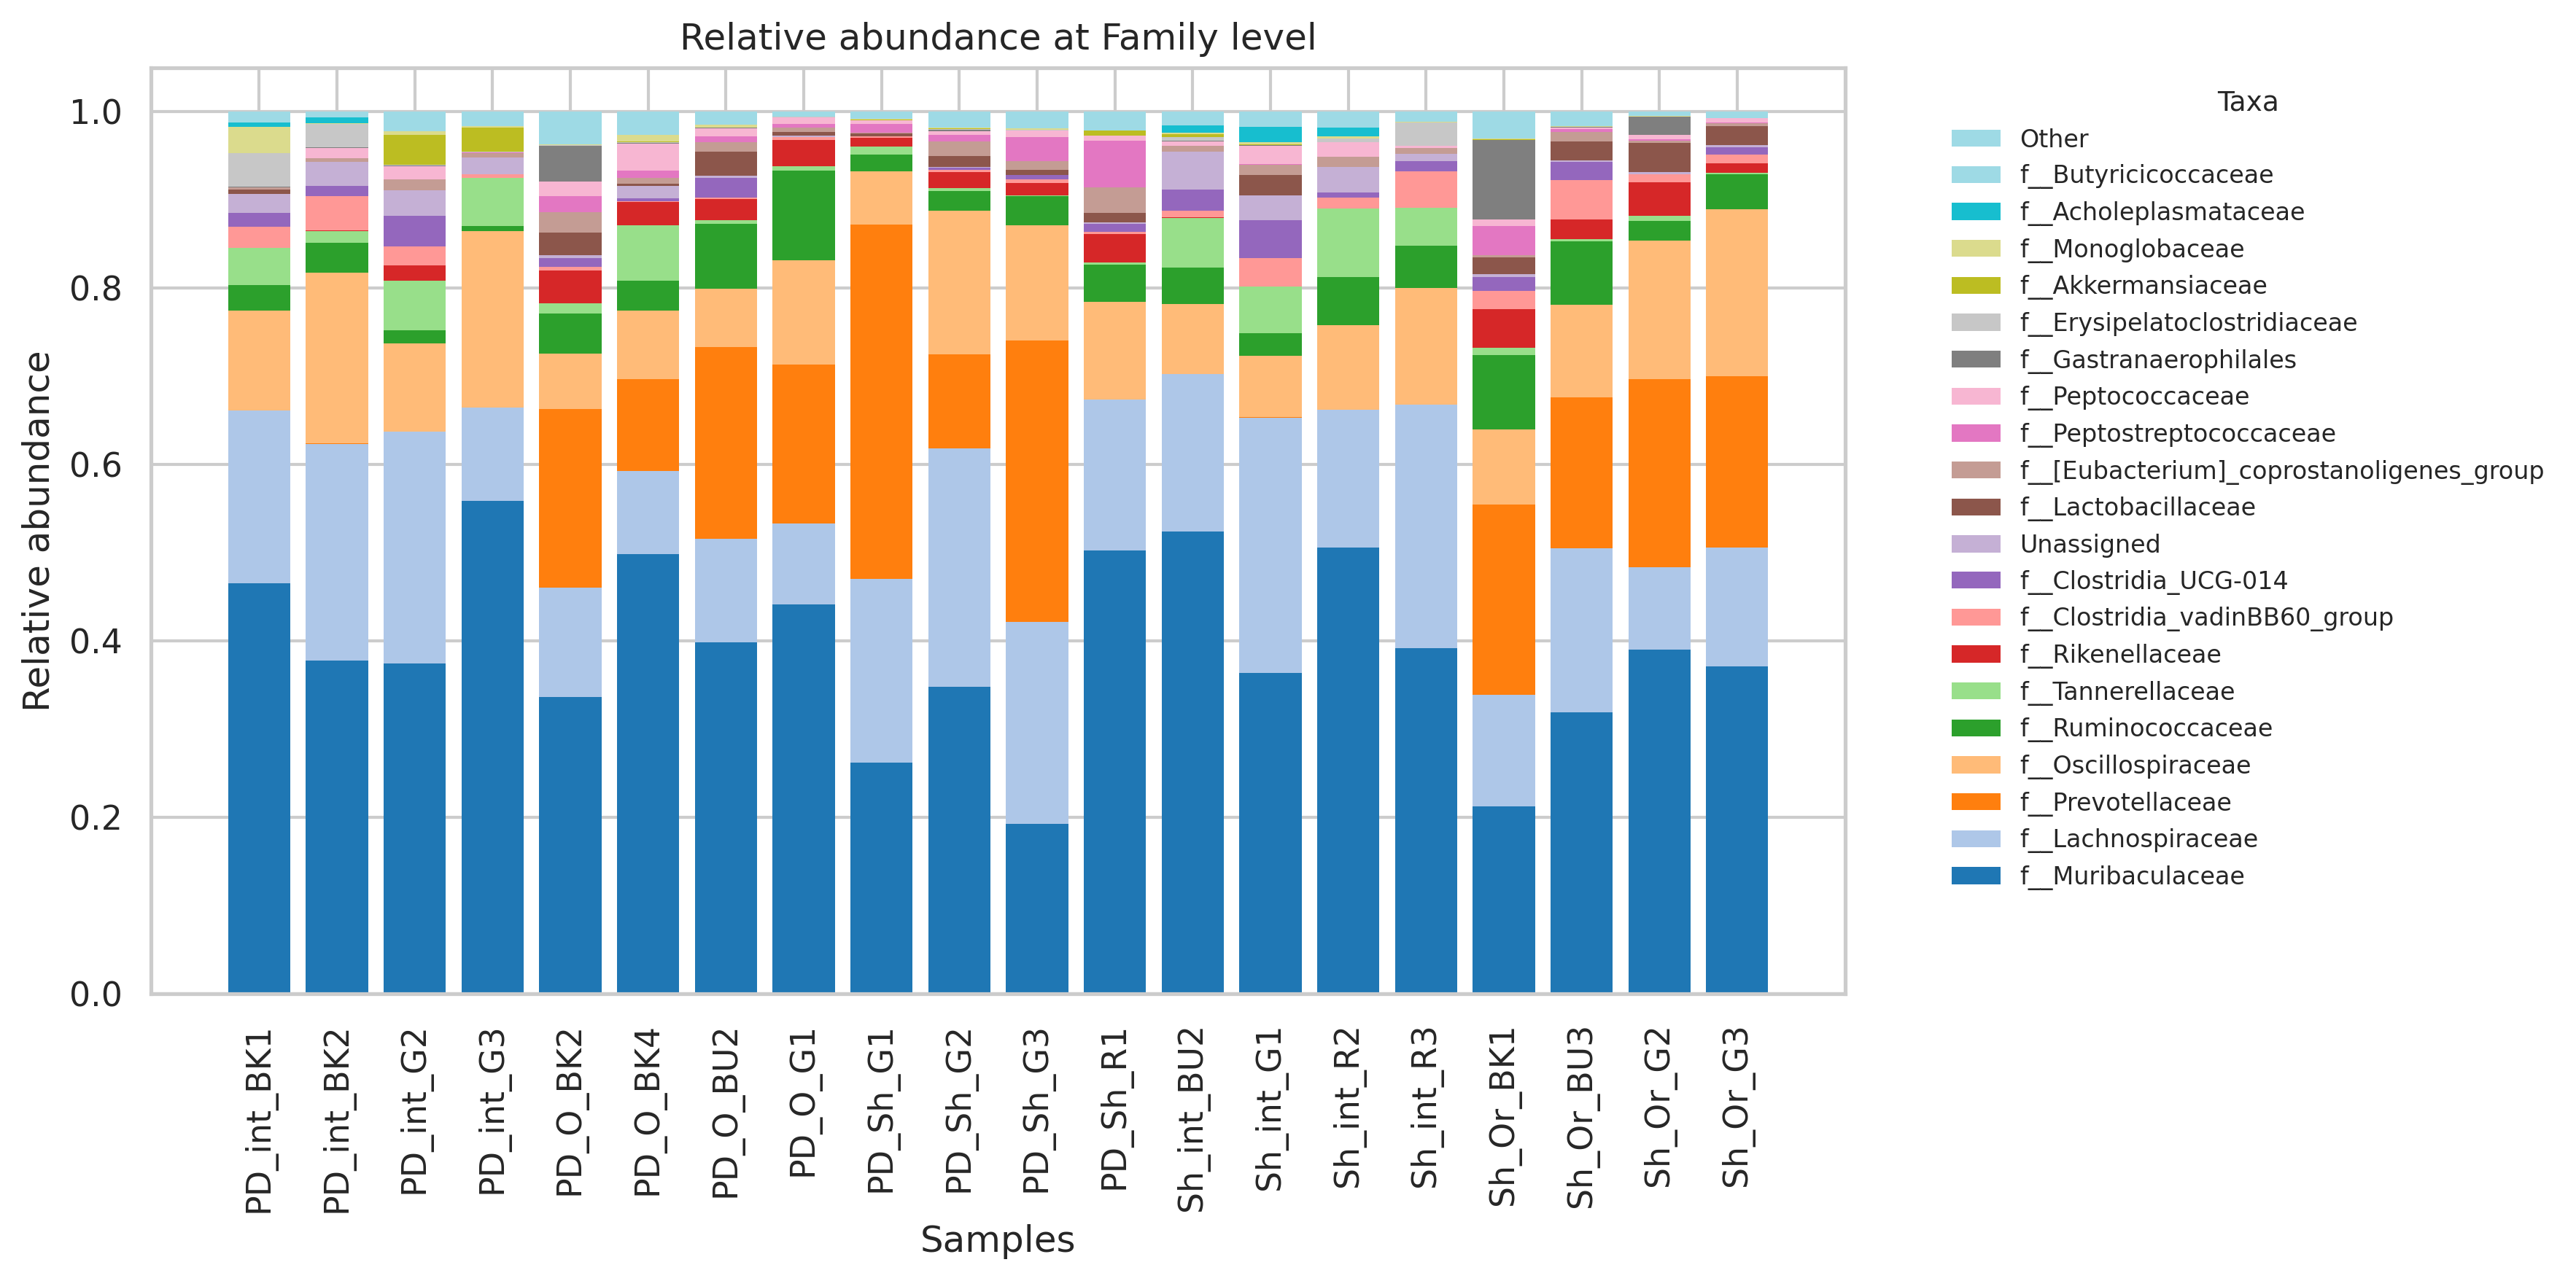 Relative abundance at Family level
Relative abundance
1.0
0.8
0.6
0.4
0.2
0.0
PD_int_BK1
PD_int_BK2
PD_int_G2
PD_int_G3
PD_O_BK2
PD_O_BK4
PD_O_BU2
PD_O_G1
PD_Sh_G1
PD_Sh_G2
PD_Sh_G3
PD_Sh_R1
Sh_int_BU2
Sh_int_G1
Sh_int_R2
Sh_int_R3
Sh_Or_BK1
Sh_Or_BU3
Sh_Or_G2
Sh_Or_G3
Samples
Taxa
Other
f__Butyricicoccaceae
f__Acholeplasmataceae
f__Monoglobaceae
f__Akkermansiaceae
f__Erysipelatoclostridiaceae
f__Gastranaerophilales
f__Peptococcaceae
f__Peptostreptococcaceae
f__[Eubacterium]_coprostanoligenes_group
f__Lactobacillaceae
Unassigned
f__Clostridia_UCG-014
f__Clostridia_vadinBB60_group
f__Rikenellaceae
f__Tannerellaceae
f__Ruminococcaceae
f__Oscillospiraceae
f__Prevotellaceae
f__Lachnospiraceae
f__Muribaculaceae